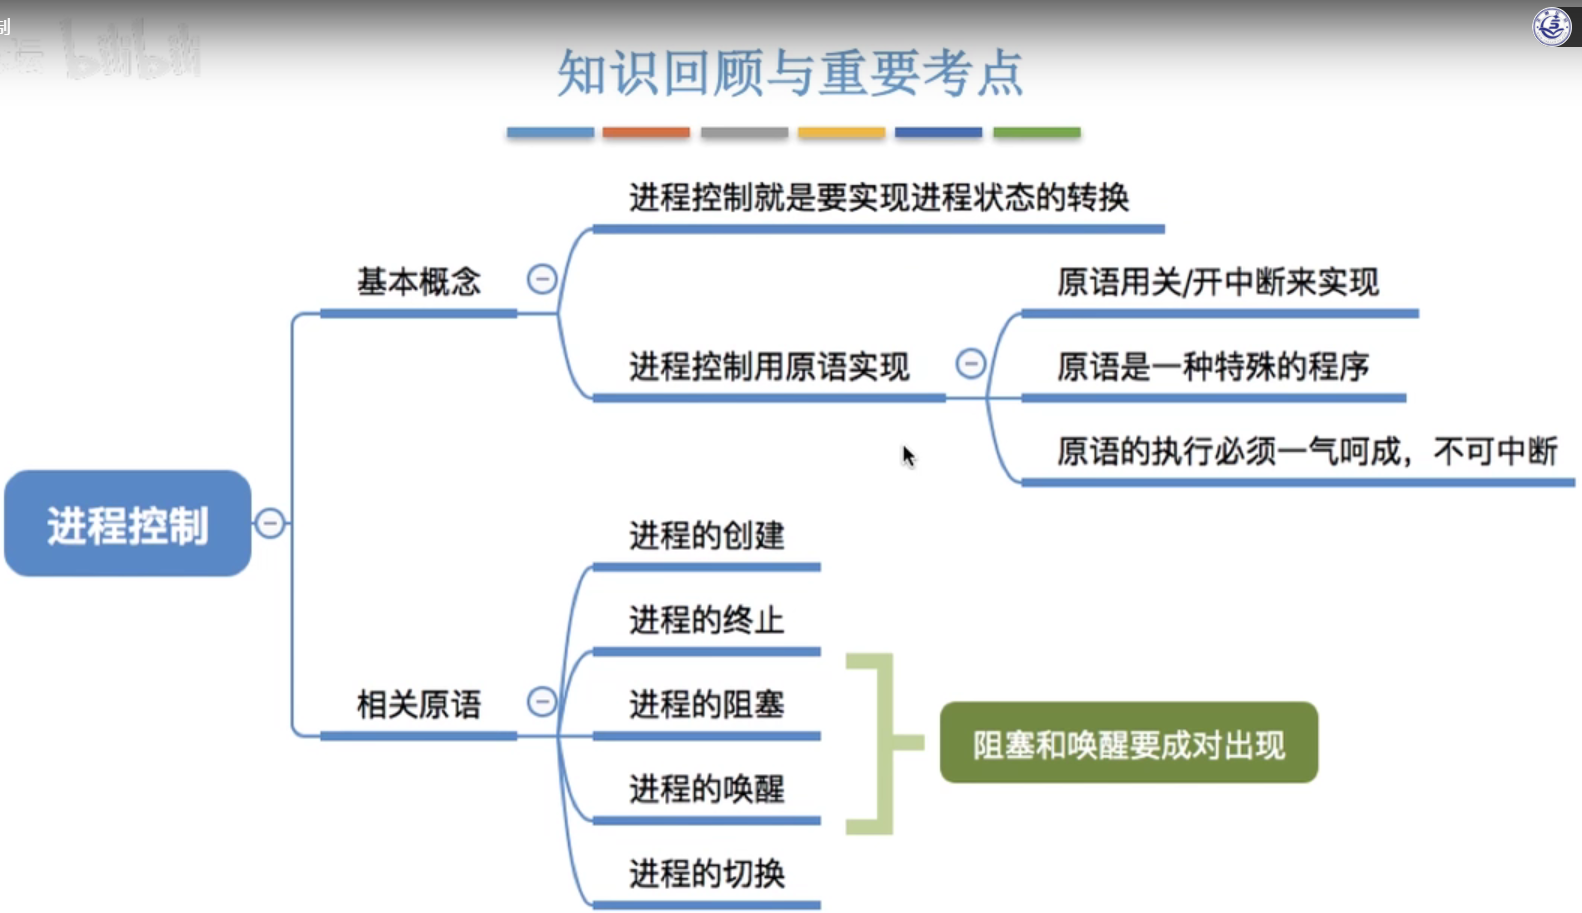 制
知识回顾与重要考点
进程控制
基本概念
进程控制就是要实现进程状态的转换
进程控制用原语实现
原语用关/开中断来实现
原语是一种特殊的程序
原语的执行必须一气呵成，不可中断
相关原语
进程的创建
进程的终止
进程的阻塞
进程的唤醒
进程的切换
阻塞和唤醒要成对出现
bilibili